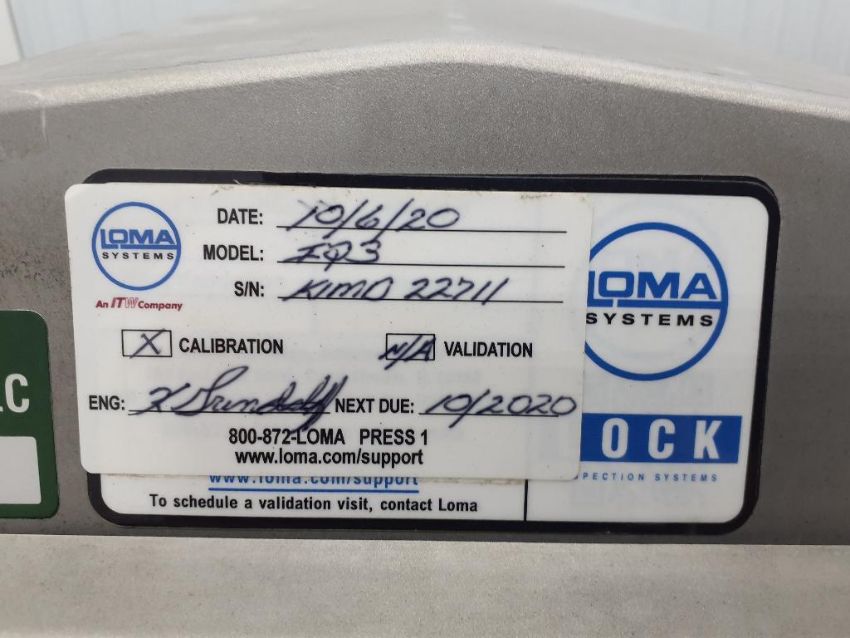 LOMA
SYSTEMS
An ITW Company
DATE: 10/6/20
MODEL: IQ3
S/N: KIMD 22711
X CALIBRATION N/A VALIDATION
ENG: NEXT DUE: 10/2020
800-872-LOMA PRESS 1
www.loma.com/support
www.loma.com/support
To schedule a validation visit, contact Loma
LOMA
SYSTEMS
OCK
PECTION SYSTEMS
LC